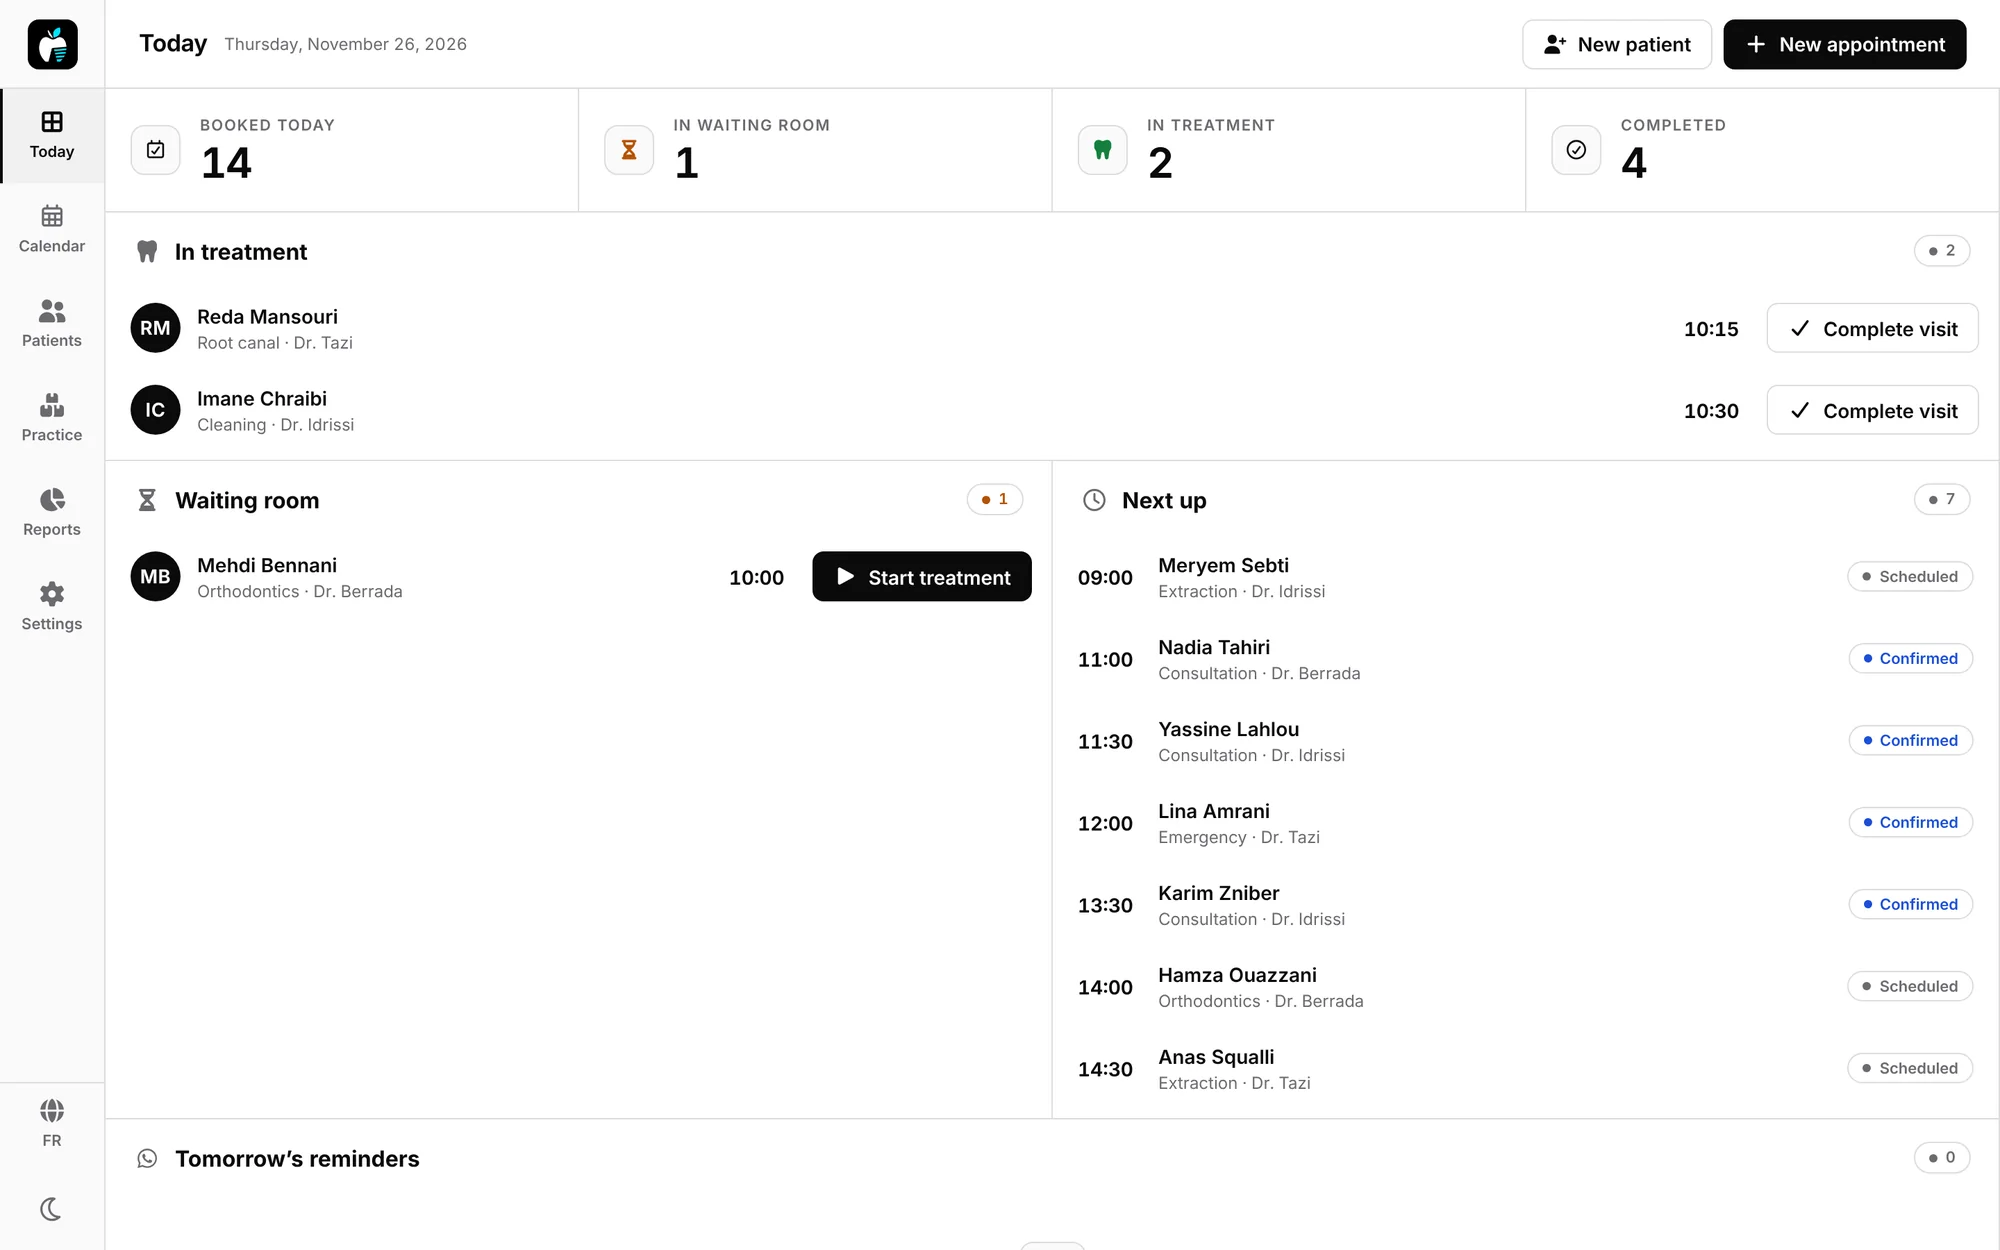 Today
Thursday, November 26, 2026
New patient
New appointment
Today
Calendar
Patients
Practice
Reports
Settings
FR
BOOKED TODAY
14
IN WAITING ROOM
1
IN TREATMENT
2
COMPLETED
4
In treatment
2
RM
Reda Mansouri
Root canal · Dr. Tazi
10:15
Complete visit
IC
Imane Chraibi
Cleaning · Dr. Idrissi
10:30
Complete visit
Waiting room
1
MB
Mehdi Bennani
Orthodontics · Dr. Berrada
10:00
Start treatment
Next up
7
09:00
Meryem Sebti
Extraction · Dr. Idrissi
Scheduled
11:00
Nadia Tahiri
Consultation · Dr. Berrada
Confirmed
11:30
Yassine Lahlou
Consultation · Dr. Idrissi
Confirmed
12:00
Lina Amrani
Emergency · Dr. Tazi
Confirmed
13:30
Karim Zniber
Consultation · Dr. Idrissi
Confirmed
14:00
Hamza Ouazzani
Orthodontics · Dr. Berrada
Scheduled
14:30
Anas Squalli
Extraction · Dr. Tazi
Scheduled
Tomorrow’s reminders
0